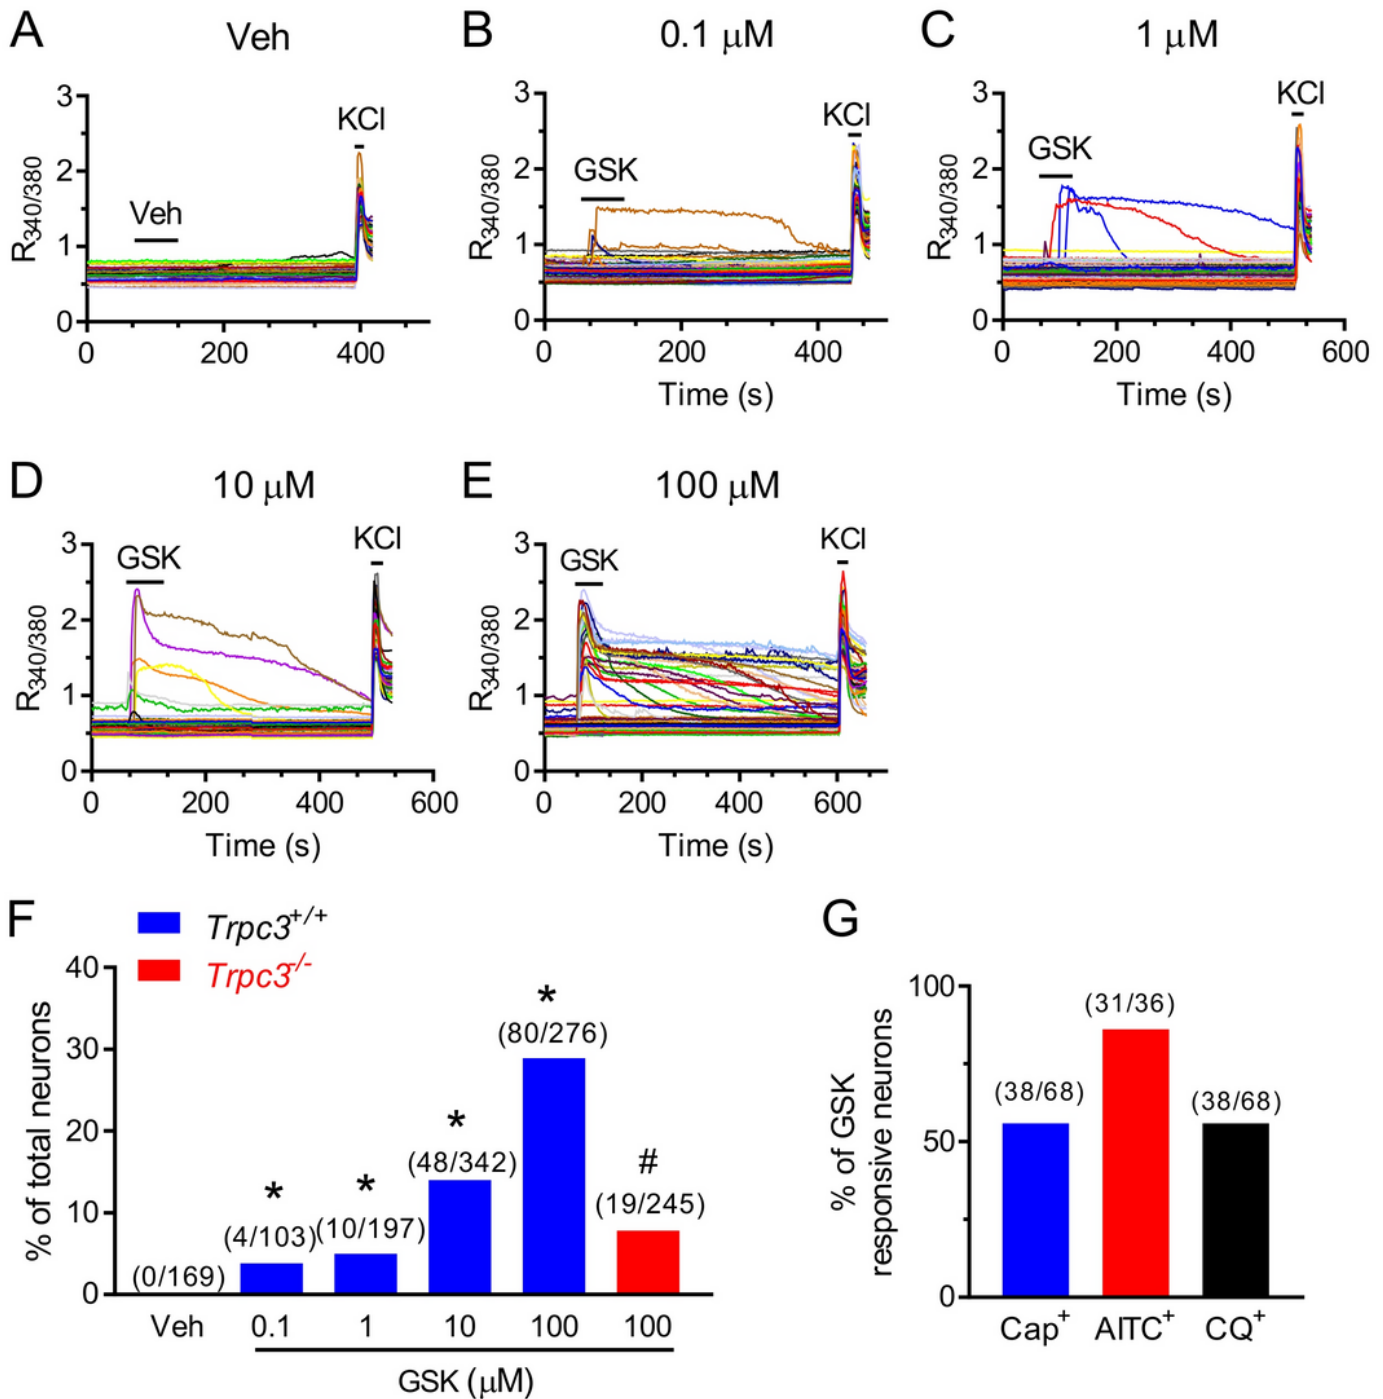 A Veh
3
2
1
0
R340/380
Veh
KCl
0 200 400
B 0.1 μM
3
2
1
0
R340/380
GSK
KCl
0 200 400
Time (s)
C 1 μM
3
2
1
0
R340/380
GSK
KCl
0 200 400 600
Time (s)
D 10 μM
3
2
1
0
R340/380
GSK
KCl
0 200 400 600
Time (s)
E 100 μM
3
2
1
0
R340/380
GSK
KCl
0 200 400 600
Time (s)
F
Trpc3+/+
Trpc3-/-
% of total neurons
40
30
20
10
0
(0/169)
*
(4/103)
*
(10/197)
*
(48/342)
*
(80/276)
#
(19/245)
Veh 0.1 1 10 100 100
GSK (μM)
G
% of GSK
responsive neurons
100
50
0
(38/68)
(31/36)
(38/68)
Cap+ AITC+ CQ+